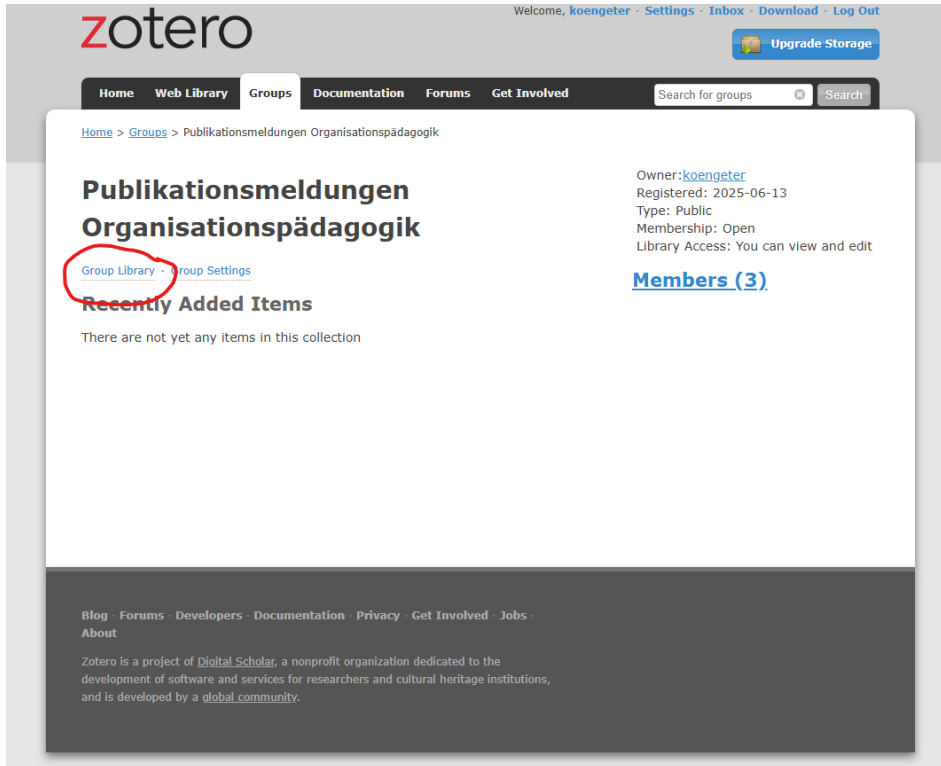 zotero
Welcome, koengeter · Settings · Inbox · Download · Log Out
Upgrade Storage
Home Web Library Groups Documentation Forums Get Involved
Search for groups Search
Home > Groups > Publikationsmeldungen Organisationspädagogik
Publikationsmeldungen
Organisationspädagogik
Group Library · Group Settings
Recently Added Items
There are not yet any items in this collection
Owner:koengeter
Registered: 2025-06-13
Type: Public
Membership: Open
Library Access: You can view and edit
Members (3)
Blog · Forums · Developers · Documentation · Privacy · Get Involved · Jobs ·
About
Zotero is a project of Digital Scholar, a nonprofit organization dedicated to the
development of software and services for researchers and cultural heritage institutions,
and is developed by a global community.